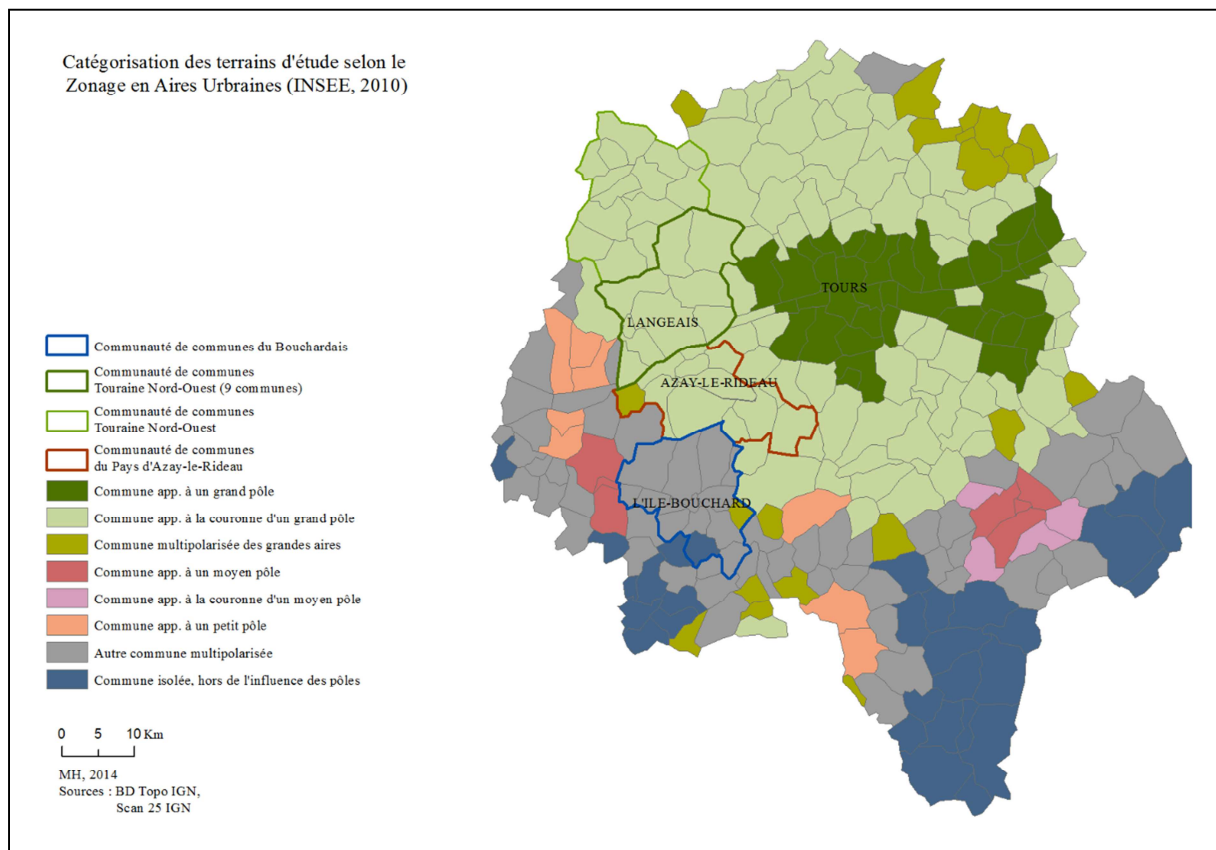 Catégorisation des terrains d'étude selon le
Zonage en Aires Urbaines (INSEE, 2010)
TOURS
LANGEAIS
AZAY-LE-RIDEAU
L'ILE-BOUCHARD
Communauté de communes du Bouchardais
Communauté de communes
Touraine Nord-Ouest (9 communes)
Communauté de communes
Touraine Nord-Ouest
Communauté de communes
du Pays d'Azay-le-Rideau
Commune app. à un grand pôle
Commune app. à la couronne d'un grand pôle
Commune multipolarisée des grandes aires
Commune app. à un moyen pôle
Commune app. à la couronne d'un moyen pôle
Commune app. à un petit pôle
Autre commune multipolarisée
Commune isolée, hors de l'influence des pôles
0 5 10 Km
MH, 2014
Sources : BD Topo IGN,
Scan 25 IGN